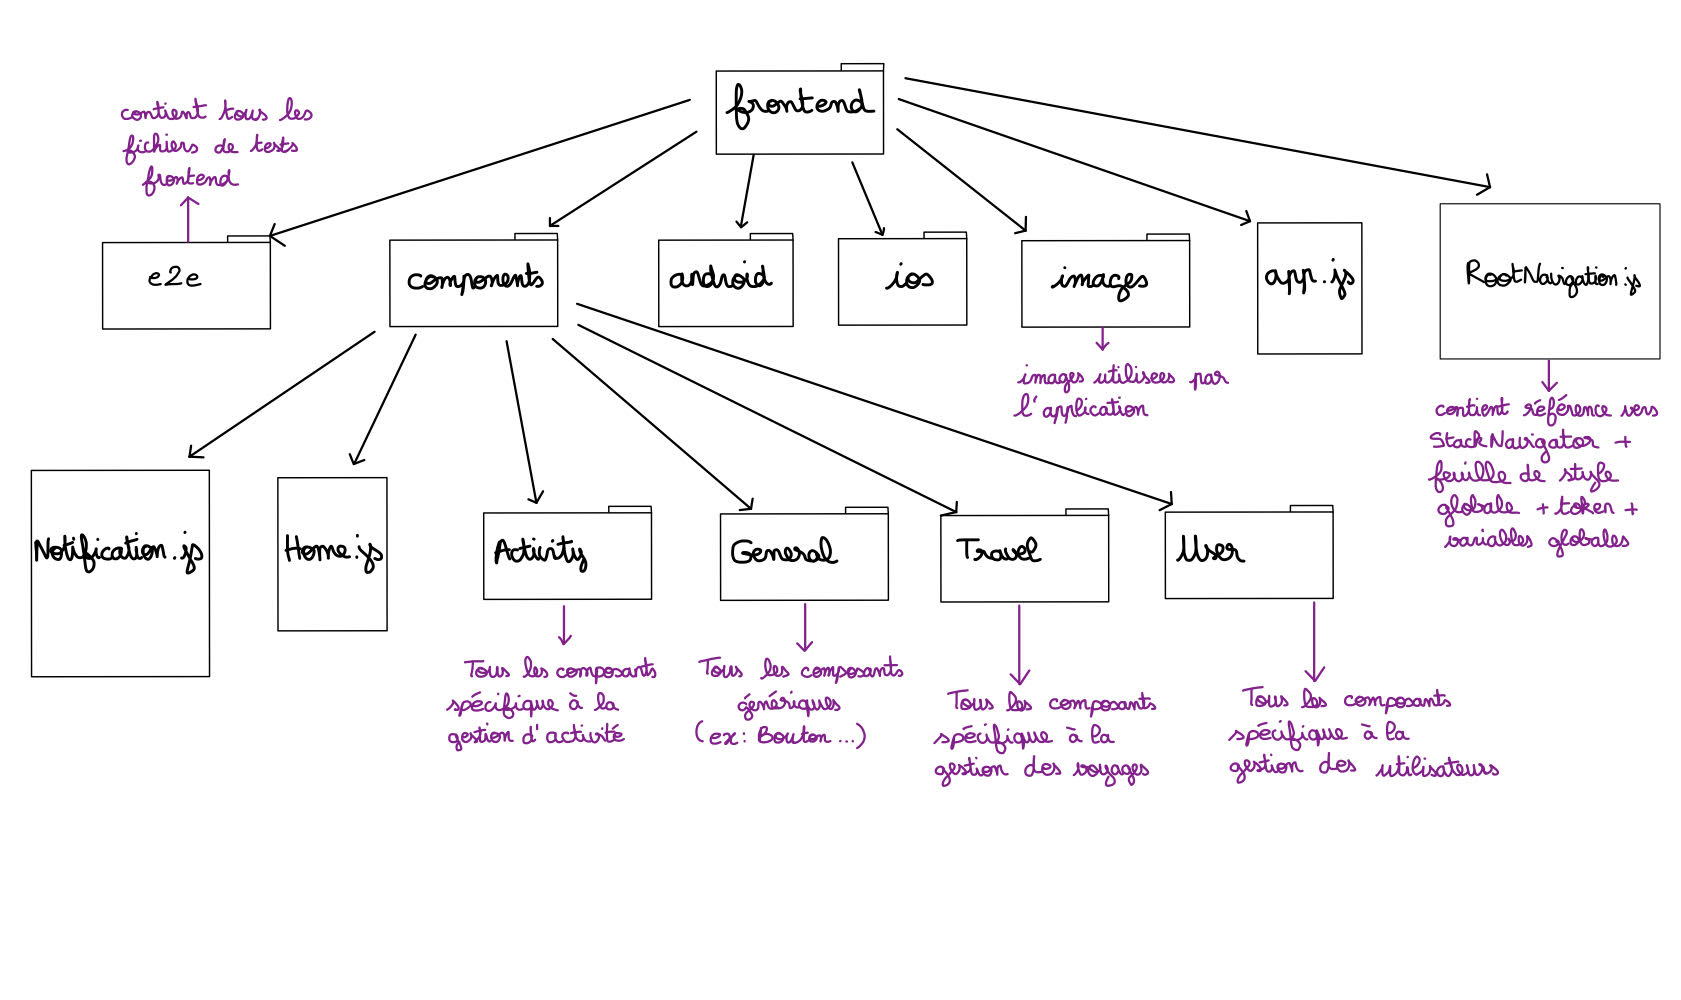 frontend
contient tous les
fichiers de tests
frontend
e2e
components
android
ios
images
app.js
RootNavigation.js
images utilisees par
l'application
contient référence vers
StackNavigator +
feuille de style
globale + token +
variables globales
Notification.js
Home.js
Activity
General
Travel
User
Tous les composant
spécifique à la
gestion d'activité
Tous les composants
génériques
(ex: Bouton ...)
Tous les composants
spécifique à la
gestion des voyages
Tous les composants
spécifique à la
gestion des utilisateurs